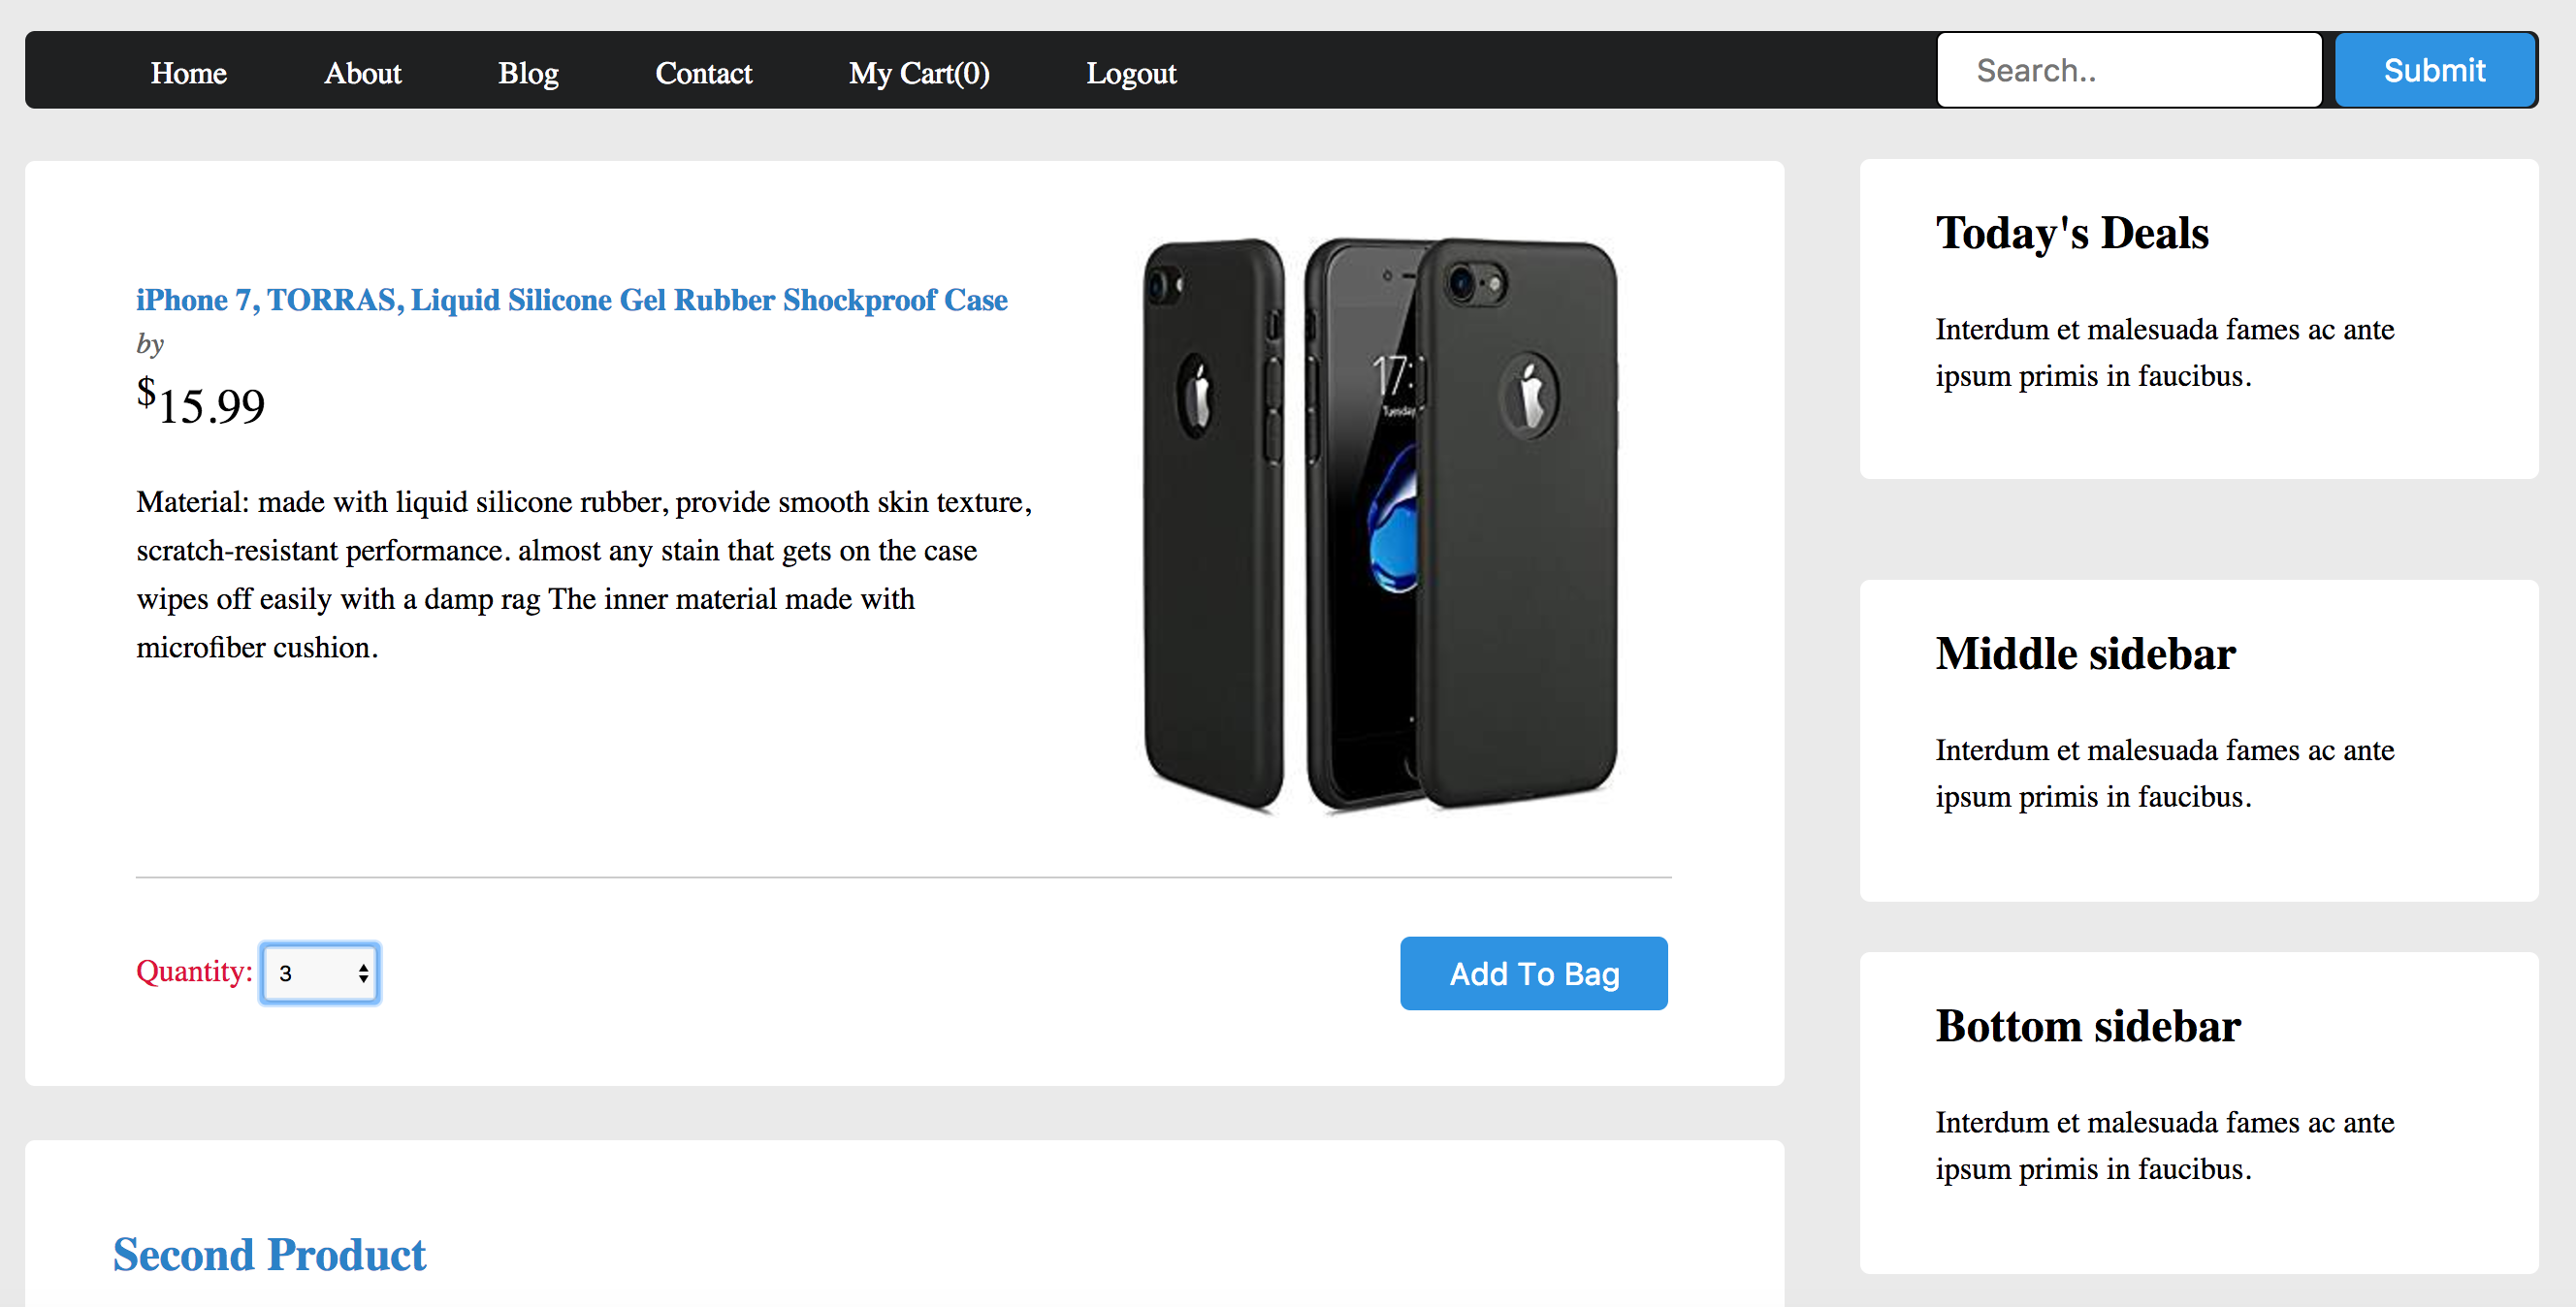 Home About Blog Contact My Cart(0) Logout Search.. Submit
iPhone 7, TORRAS, Liquid Silicone Gel Rubber Shockproof Case
by
$15.99
Material: made with liquid silicone rubber, provide smooth skin texture,
scratch-resistant performance. almost any stain that gets on the case
wipes off easily with a damp rag The inner material made with
microfiber cushion.
17:
Tuesday
Quantity: 3
Add To Bag
Second Product
Today's Deals
Interdum et malesuada fames ac ante
ipsum primis in faucibus.
Middle sidebar
Interdum et malesuada fames ac ante
ipsum primis in faucibus.
Bottom sidebar
Interdum et malesuada fames ac ante
ipsum primis in faucibus.